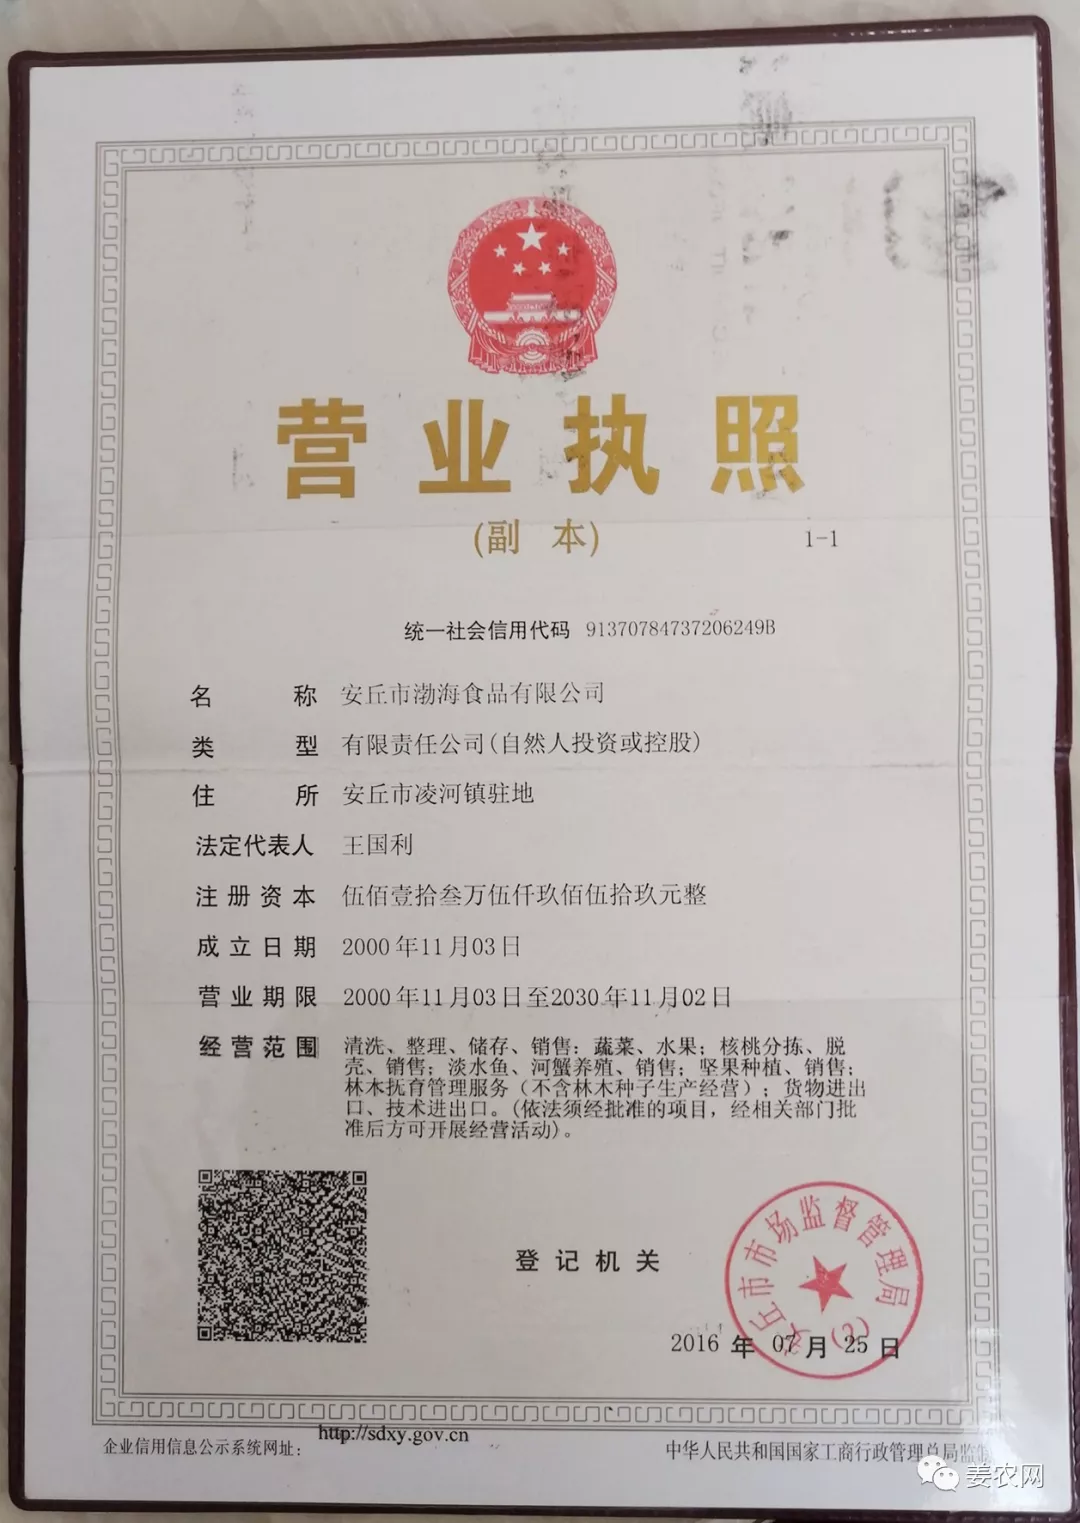 营业执照
(副 本)
1-1
统一社会信用代码 91370784737206249B
名 称 安丘市渤海食品有限公司
类 型 有限责任公司(自然人投资或控股)
住 所 安丘市凌河镇驻地
法定代表人 王国利
注册资本 伍佰壹拾叁万伍仟玖佰伍拾玖元整
成立日期 2000年11月03日
营业期限 2000年11月03日至2030年11月02日
经营范围 清洗、整理、储存、销售：蔬菜、水果；核桃分拣、脱
壳、销售；淡水鱼、河蟹养殖、销售；坚果种植、销售；
林木抚育管理服务（不含林木种子生产经营）；货物进出
口、技术进出口。(依法须经批准的项目，经相关部门批
准后方可开展经营活动)。
登记机关
安丘市市场监督管理局
(2)
2016年07月25日
企业信用信息公示系统网址： http://sdxy.gov.cn
中华人民共和国国家工商行政管理总局监制
姜农网